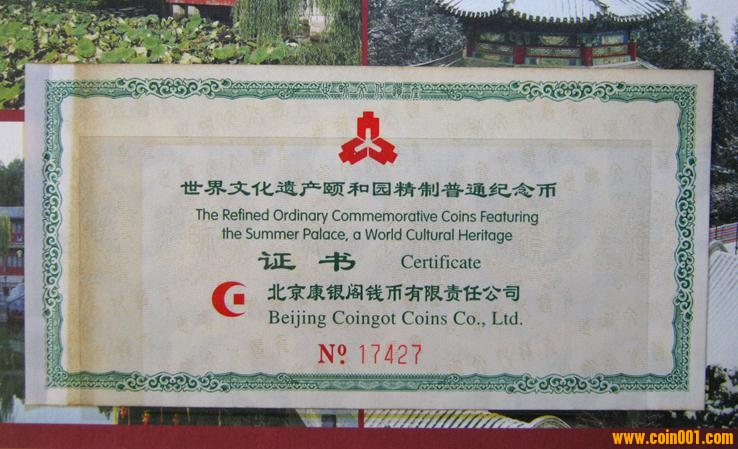 世界文化遗产颐和园精制普通纪念币
The Refined Ordinary Commemorative Coins Featuring
the Summer Palace, a World Cultural Heritage
证书 Certificate
北京康银阁钱币有限责任公司
Beijing Coingot Coins Co., Ltd.
Nº 17427
www.coin001.com